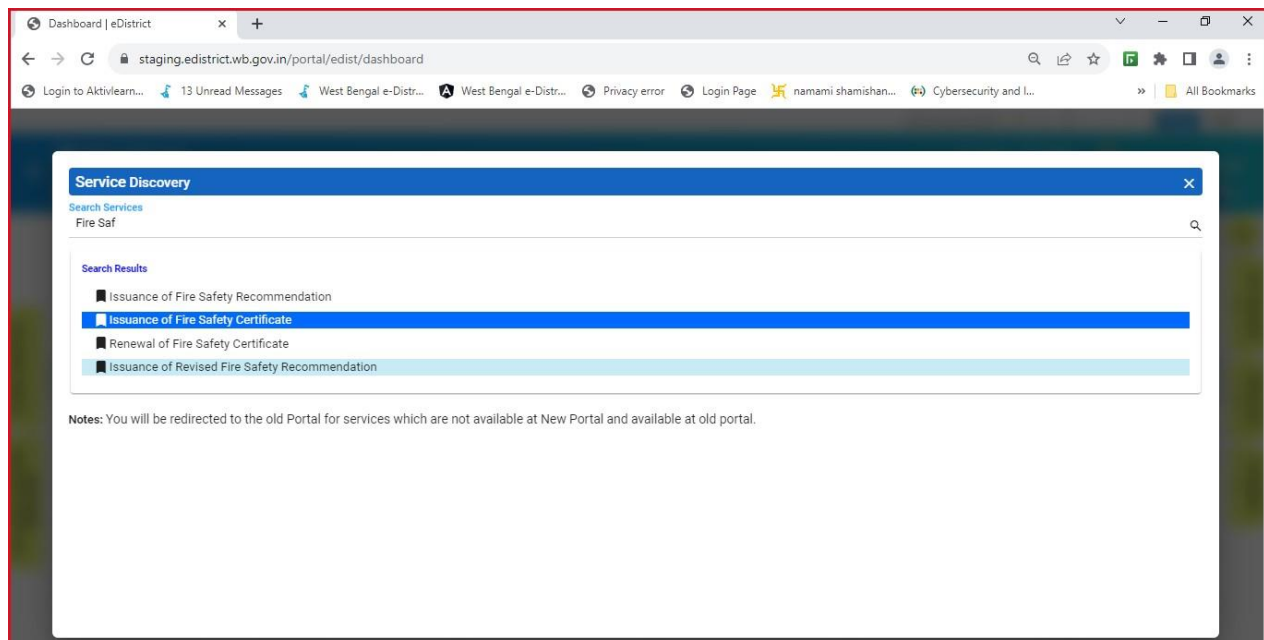 Dashboard | eDistrict
staging.edistrict.wb.gov.in/portal/edist/dashboard
Login to Aktivlearn... 13 Unread Messages West Bengal e-Distr... West Bengal e-Distr... Privacy error Login Page namami shamishan... Cybersecurity and I... » All Bookmarks
Service Discovery
Search Services
Fire Saf
Search Results
Issuance of Fire Safety Recommendation
Issuance of Fire Safety Certificate
Renewal of Fire Safety Certificate
Issuance of Revised Fire Safety Recommendation
Notes: You will be redirected to the old Portal for services which are not available at New Portal and available at old portal.